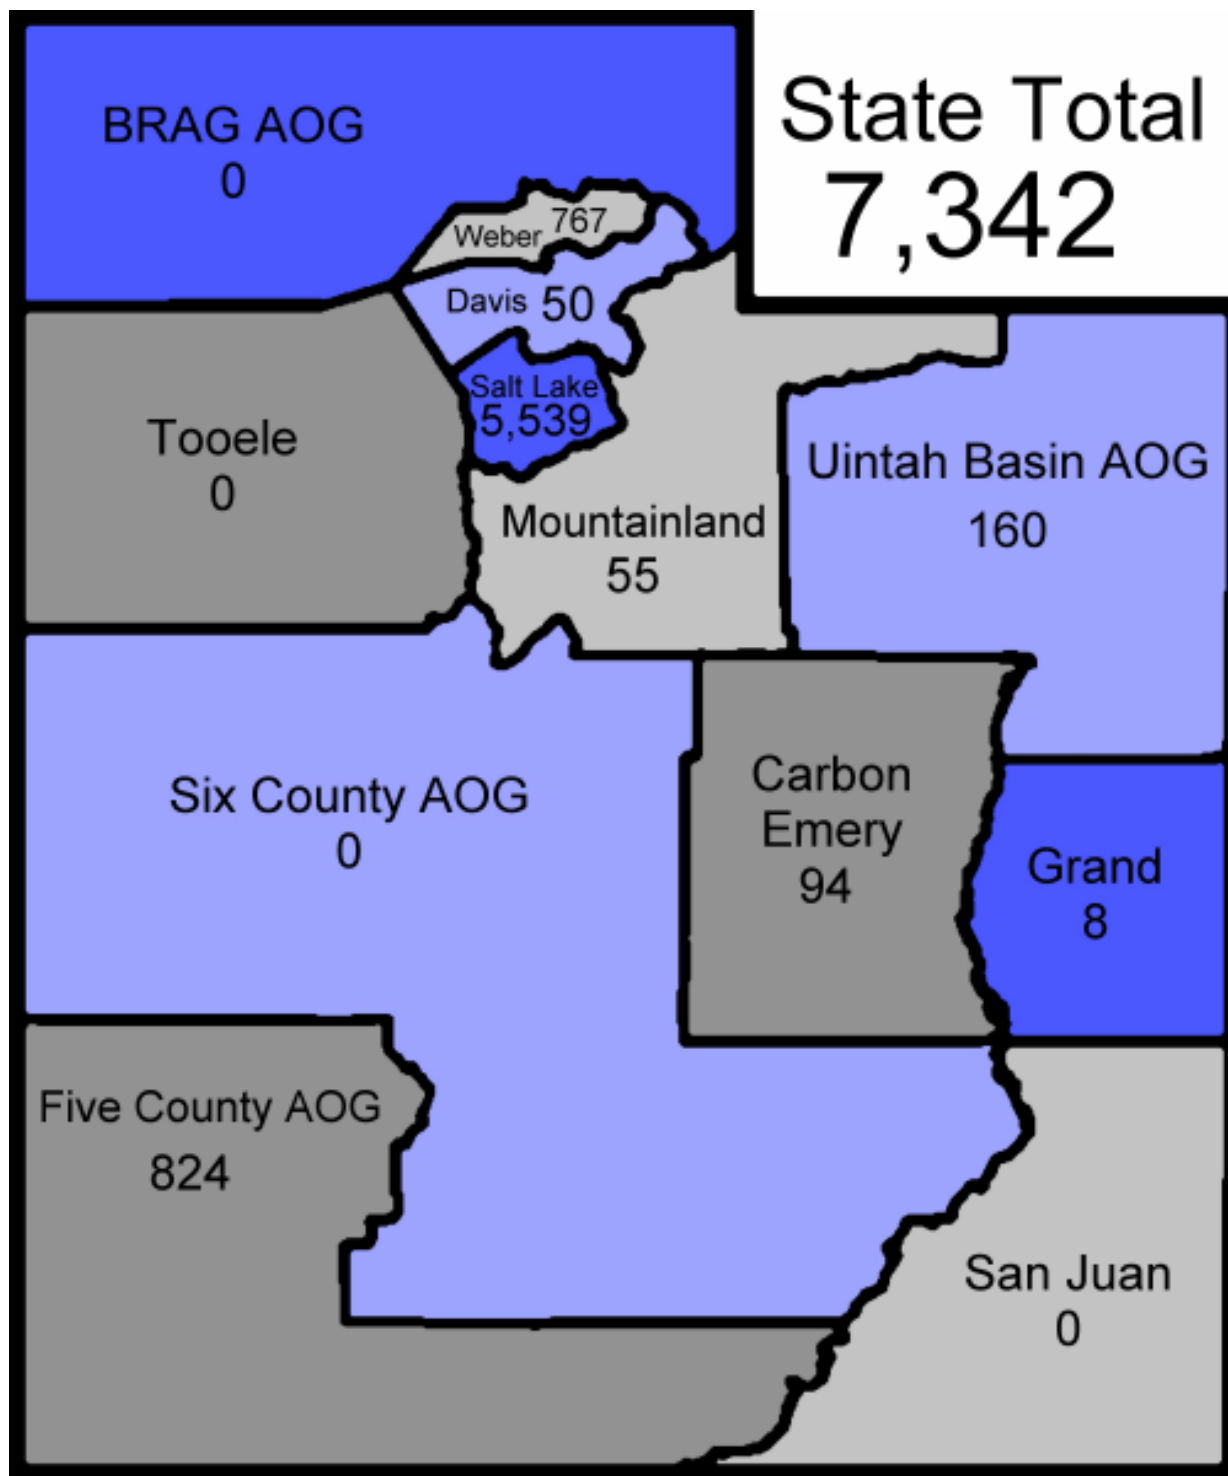 State Total
7,342
BRAG AOG
0
Weber 767
Davis 50
Salt Lake
5,539
Tooele
0
Mountainland
55
Uintah Basin AOG
160
Six County AOG
0
Carbon
Emery
94
Grand
8
Five County AOG
824
San Juan
0